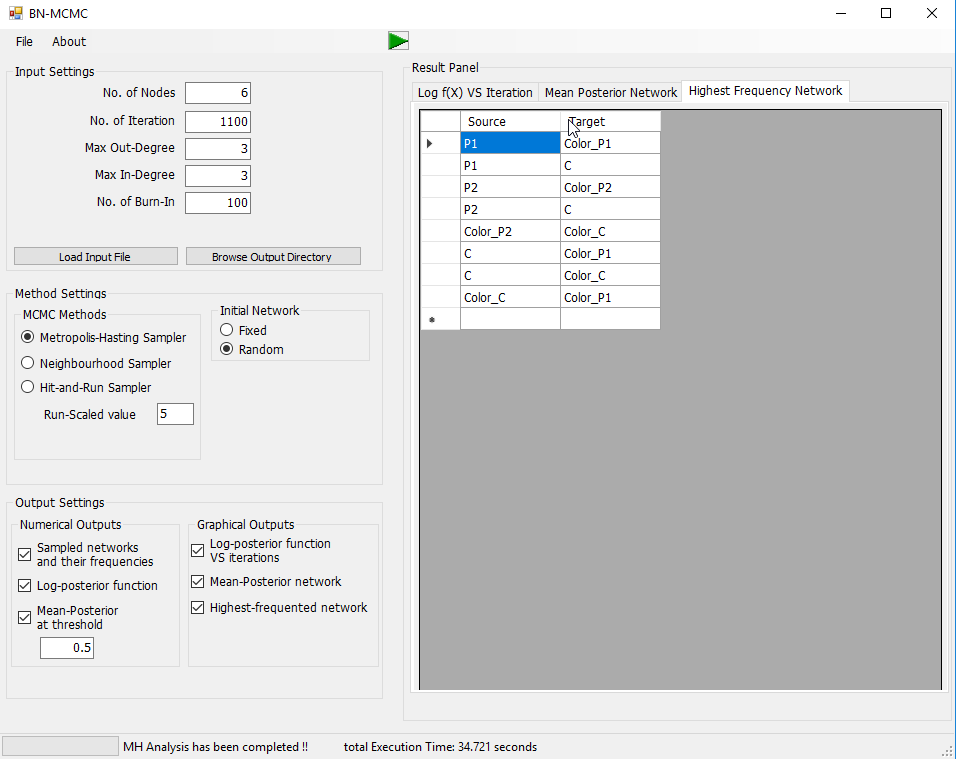 BN-MCMC
File About
Input Settings
No. of Nodes 6
No. of Iteration 1100
Max Out-Degree 3
Max In-Degree 3
No. of Burn-In 100
Load Input File Browse Output Directory
Method Settings
MCMC Methods
Metropolis-Hasting Sampler
Neighbourhood Sampler
Hit-and-Run Sampler
Run-Scaled value 5
Initial Network
Fixed
Random
Output Settings
Numerical Outputs
Sampled networks
and their frequencies
Log-posterior function
Mean-Posterior
at threshold
0.5
Graphical Outputs
Log-posterior function
VS iterations
Mean-Posterior network
Highest-frequented network
Result Panel
Log f(X) VS Iteration Mean Posterior Network Highest Frequency Network
Source Target
P1 Color_P1
P1 C
P2 Color_P2
P2 C
Color_P2 Color_C
C Color_P1
C Color_C
Color_C Color_P1
MH Analysis has been completed !! total Execution Time: 34.721 seconds